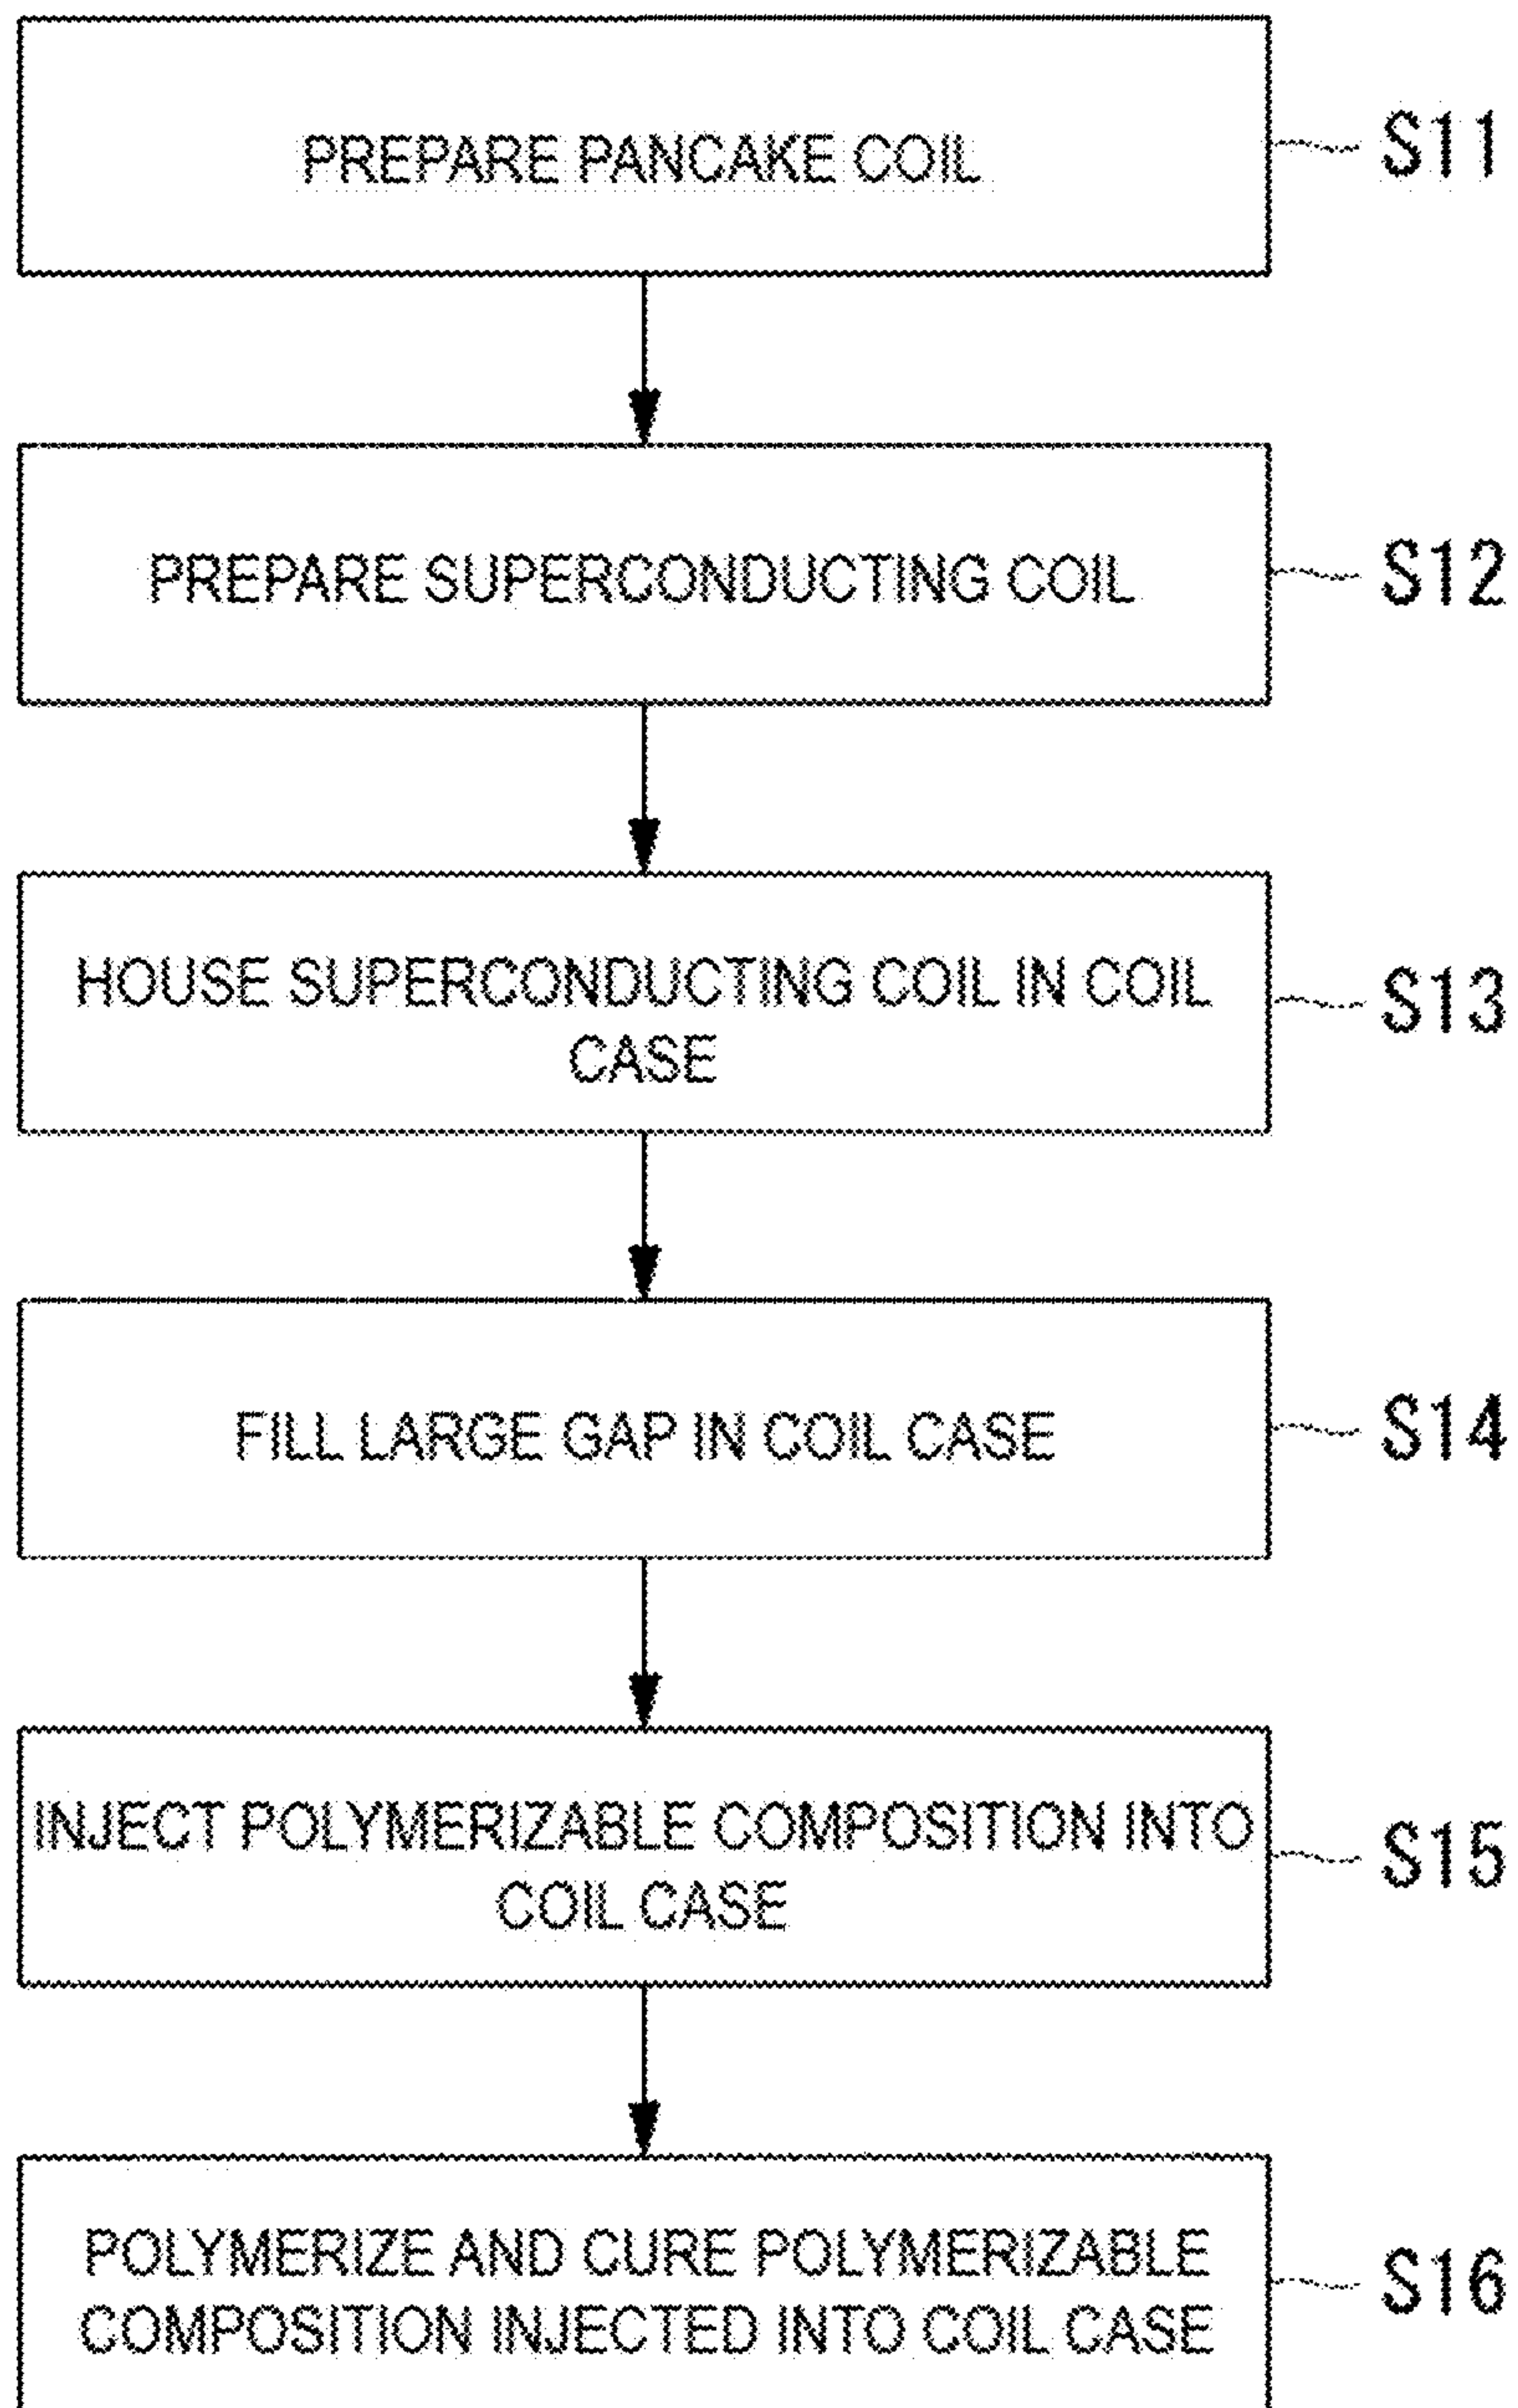 PREPARE PANCAKE COIL
S11
PREPARE SUPERCONDUCTING COIL
S12
HOUSE SUPERCONDUCTING COIL IN COIL
CASE
S13
FILL LARGE GAP IN COIL CASE
S14
INJECT POLYMERIZABLE COMPOSITION INTO
COIL CASE
S15
POLYMERIZE AND CURE POLYMERIZABLE
COMPOSITION INJECTED INTO COIL CASE
S16